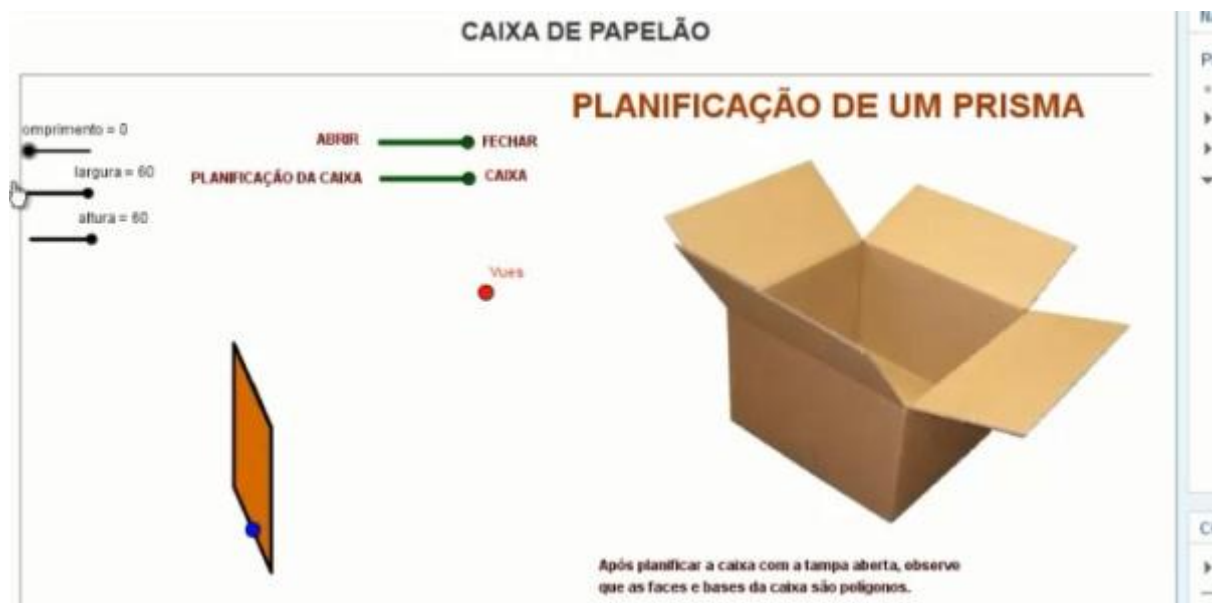 CAIXA DE PAPELÃO
PLANIFICAÇÃO DE UM PRISMA
omprimento = 0
largura = 60
altura = 60
ABRIR
FECHAR
PLANIFICAÇÃO DA CAIXA
CAIXA
Vues
Após planificar a caixa com a tampa aberta, observe
que as faces e bases da caixa são polígonos.